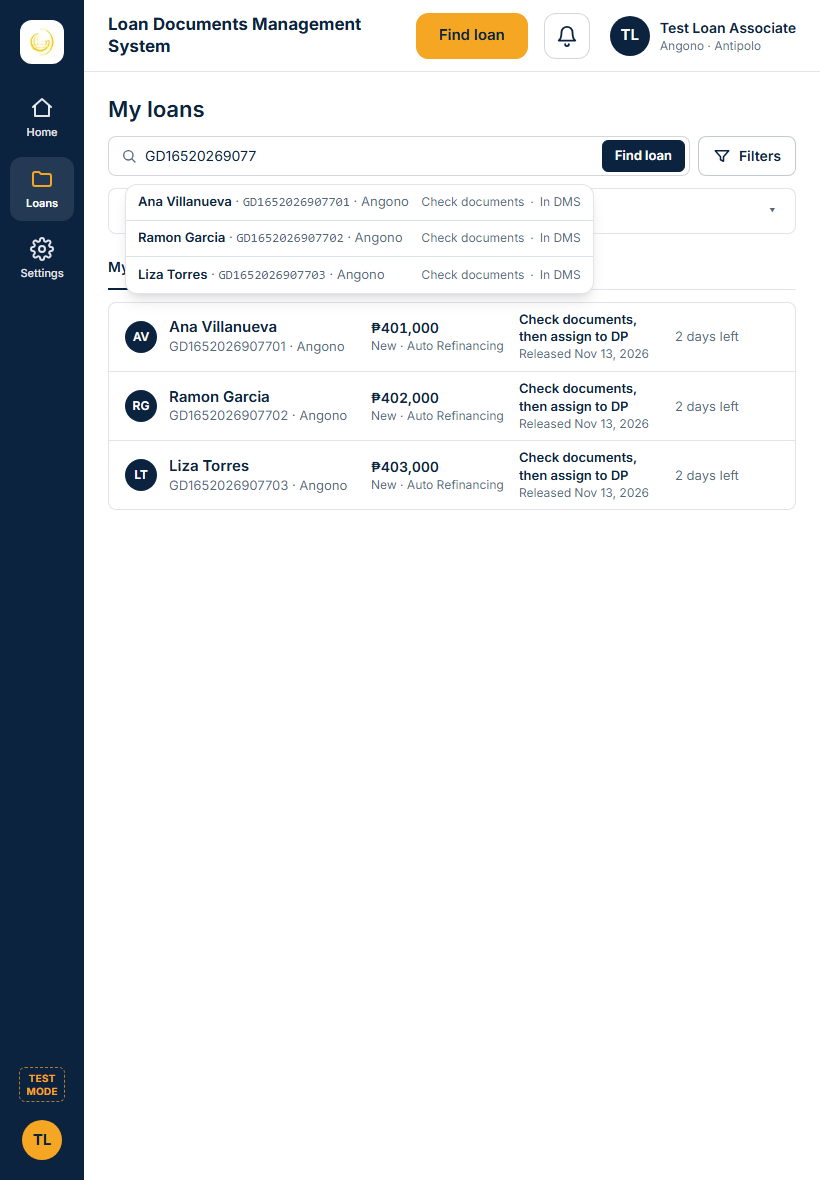 Loan Documents Management
System
Find loan
TL
Test Loan Associate
Angono · Antipolo
Home
Loans
Settings
TEST
MODE
TL
My loans
GD16520269077
Find loan
Filters
Ana Villanueva · GD1652026907701 · Angono Check documents · In DMS
Ramon Garcia · GD1652026907702 · Angono Check documents · In DMS
Liza Torres · GD1652026907703 · Angono Check documents · In DMS
My
AV
Ana Villanueva
GD1652026907701 · Angono
₱401,000
New · Auto Refinancing
Check documents,
then assign to DP
Released Nov 13, 2026
2 days left
RG
Ramon Garcia
GD1652026907702 · Angono
₱402,000
New · Auto Refinancing
Check documents,
then assign to DP
Released Nov 13, 2026
2 days left
LT
Liza Torres
GD1652026907703 · Angono
₱403,000
New · Auto Refinancing
Check documents,
then assign to DP
Released Nov 13, 2026
2 days left